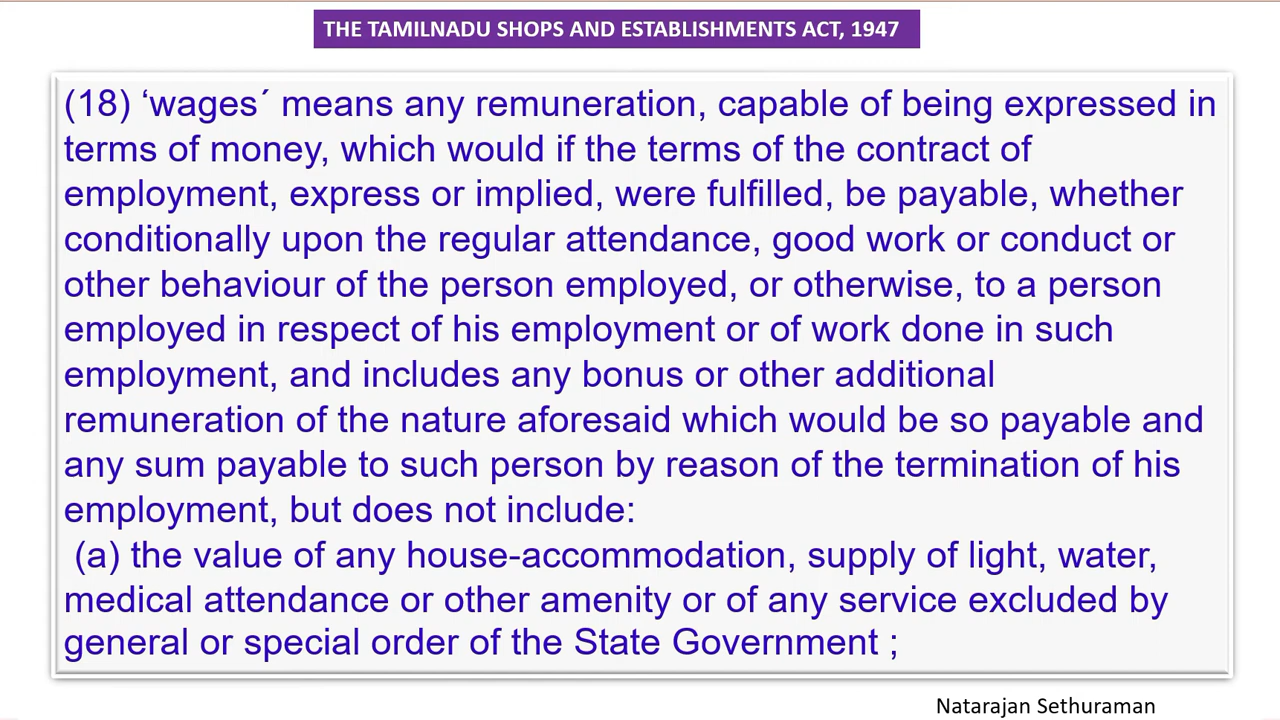 THE TAMILNADU SHOPS AND ESTABLISHMENTS ACT, 1947
(18) ‘wages´ means any remuneration, capable of being expressed in
terms of money, which would if the terms of the contract of
employment, express or implied, were fulfilled, be payable, whether
conditionally upon the regular attendance, good work or conduct or
other behaviour of the person employed, or otherwise, to a person
employed in respect of his employment or of work done in such
employment, and includes any bonus or other additional
remuneration of the nature aforesaid which would be so payable and
any sum payable to such person by reason of the termination of his
employment, but does not include:
(a) the value of any house-accommodation, supply of light, water,
medical attendance or other amenity or of any service excluded by
general or special order of the State Government ;
Natarajan Sethuraman